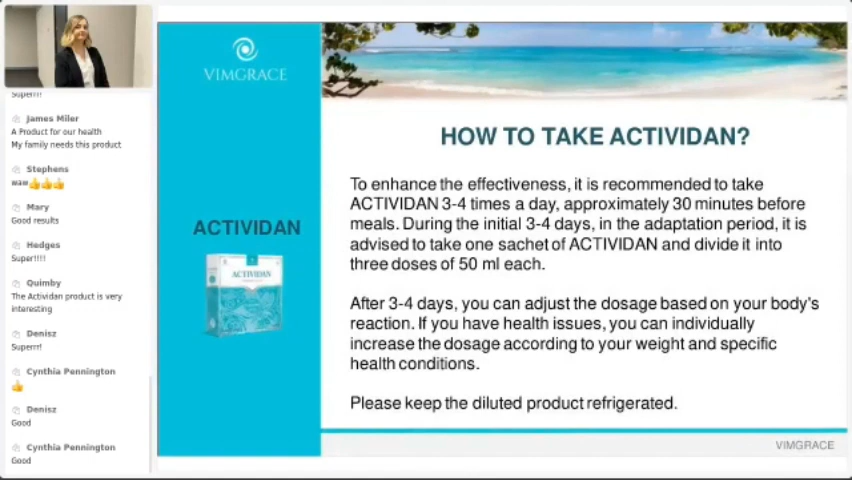 Superrr!
James Miler
A Product for our health
My family needs this product
Stephens
waw👍👍👍
Mary
Good results
Hedges
Super!!!!
Quimby
The Actividan product is very
interesting
Denisz
Superrr!
Cynthia Pennington
👍
Denisz
Good
Cynthia Pennington
Good
VIMGRACE
ACTIVIDAN
ACTIVIDAN
HOW TO TAKE ACTIVIDAN?
To enhance the effectiveness, it is recommended to take
ACTIVIDAN 3-4 times a day, approximately 30 minutes before
meals. During the initial 3-4 days, in the adaptation period, it is
advised to take one sachet of ACTIVIDAN and divide it into
three doses of 50 ml each.
After 3-4 days, you can adjust the dosage based on your body's
reaction. If you have health issues, you can individually
increase the dosage according to your weight and specific
health conditions.
Please keep the diluted product refrigerated.
VIMGRACE